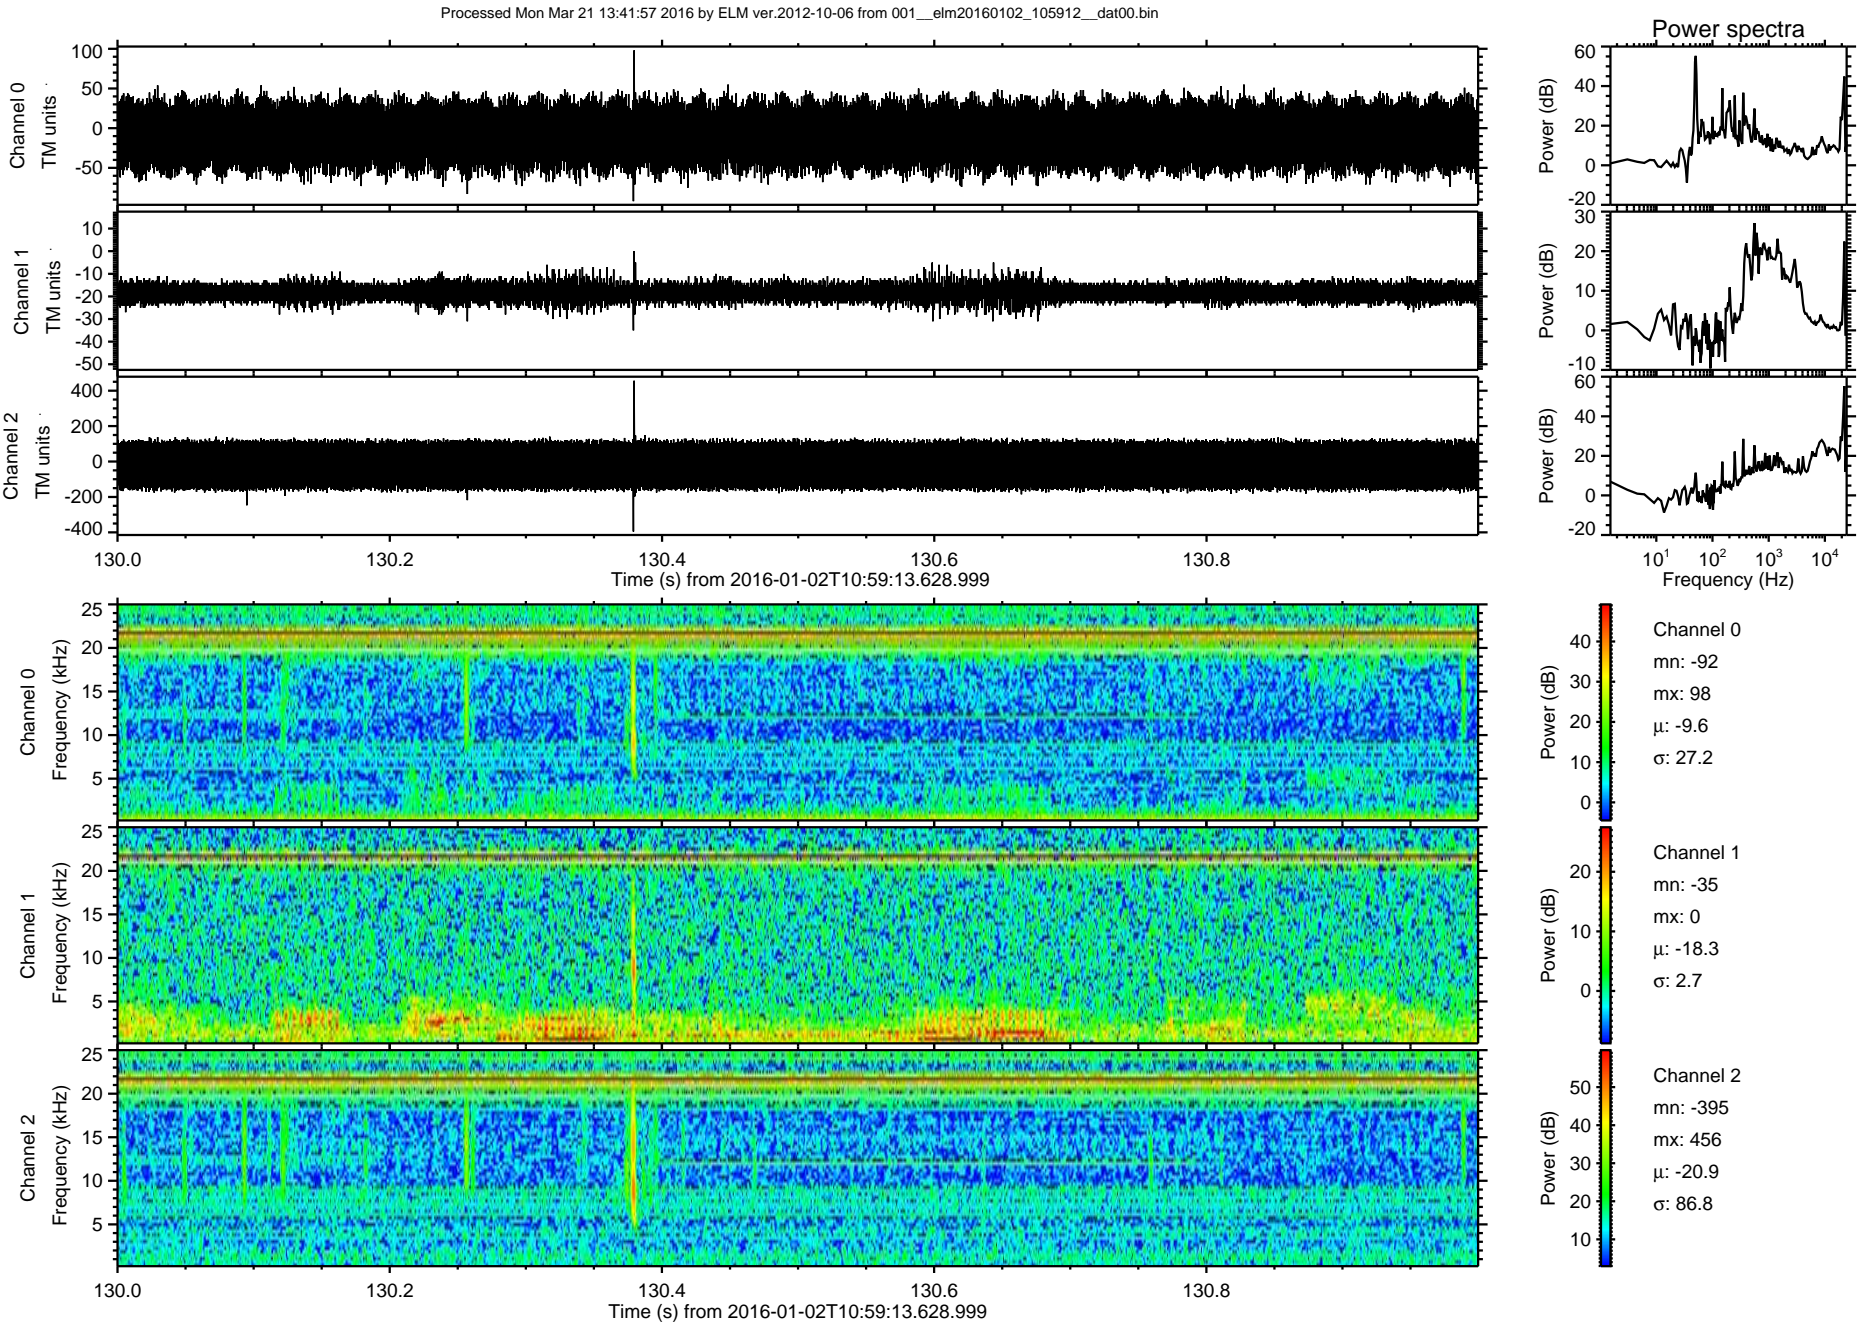 Processed Mon Mar 21 13:41:57 2016 by ELM ver.2012-10-06 from 001__elm20160102_105912__dat00.bin
Power spectra
Channel 0
TM units
100
50
0
-50
Power (dB)
60
40
20
0
-20
Channel 1
TM units
10
0
-10
-20
-30
-40
-50
Power (dB)
30
20
10
0
-10
Channel 2
TM units
400
200
0
-200
-400
Power (dB)
60
40
20
0
-20
130.0 130.2 130.4 130.6 130.8
Time (s) from 2016-01-02T10:59:13.628.999
10^1 10^2 10^3 10^4
Frequency (Hz)
Channel 0
Frequency (kHz)
25
20
15
10
5
Power (dB)
40
30
20
10
0
Channel 0
mn: -92
mx: 98
μ: -9.6
σ: 27.2
Channel 1
Frequency (kHz)
25
20
15
10
5
Power (dB)
20
10
0
Channel 1
mn: -35
mx: 0
μ: -18.3
σ: 2.7
Channel 2
Frequency (kHz)
25
20
15
10
5
Power (dB)
50
40
30
20
10
Channel 2
mn: -395
mx: 456
μ: -20.9
σ: 86.8
130.0 130.2 130.4 130.6 130.8
Time (s) from 2016-01-02T10:59:13.628.999